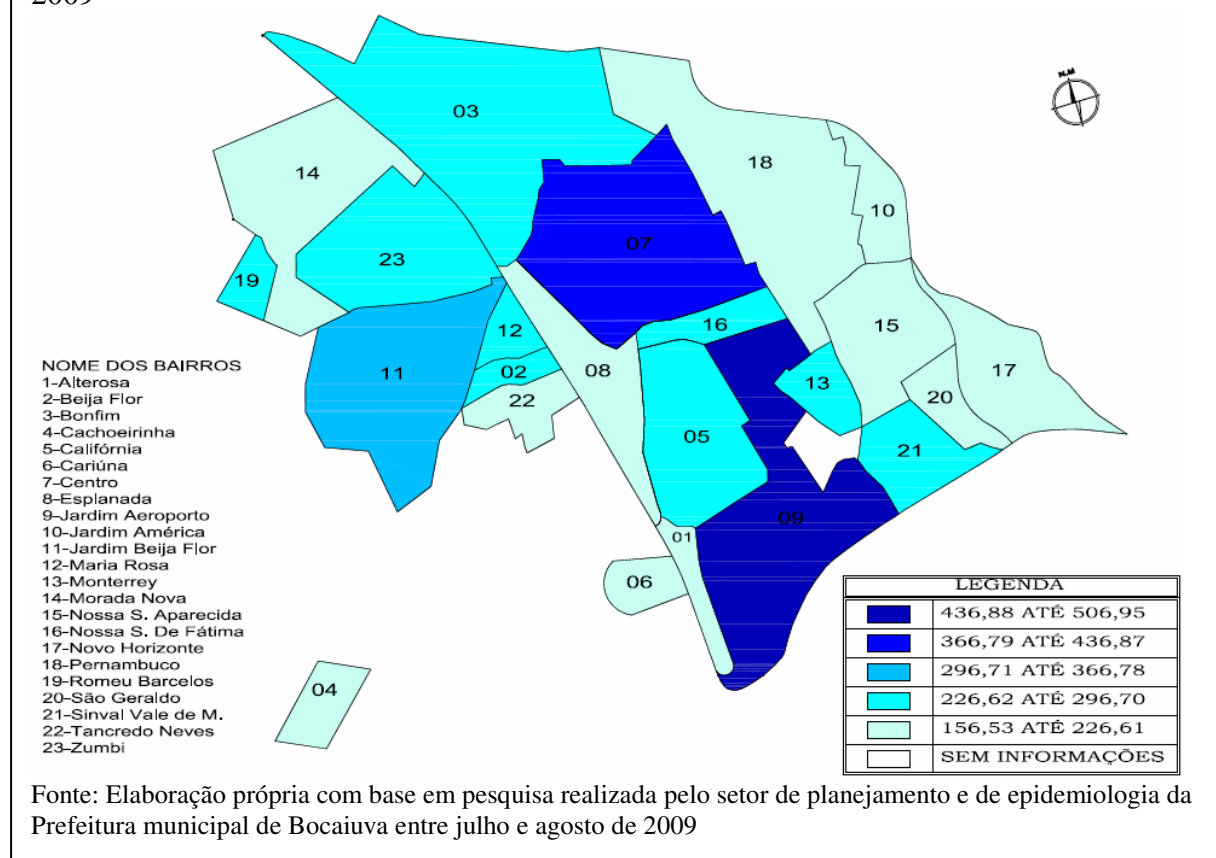 2009
N.M
03
18
14
10
07
23
19
16
12
15
11
02
08
17
13
22
20
05
21
09
01
06
04
NOME DOS BAIRROS
1-Alterosa
2-Beija Flor
3-Bonfim
4-Cachoeirinha
5-Califórnia
6-Cariúna
7-Centro
8-Esplanada
9-Jardim Aeroporto
10-Jardim América
11-Jardim Beija Flor
12-Maria Rosa
13-Monterrey
14-Morada Nova
15-Nossa S. Aparecida
16-Nossa S. De Fátima
17-Novo Horizonte
18-Pernambuco
19-Romeu Barcelos
20-São Geraldo
21-Sinval Vale de M.
22-Tancredo Neves
23-Zumbi
LEGENDA
436,88 ATÉ 506,95
366,79 ATÉ 436,87
296,71 ATÉ 366,78
226,62 ATÉ 296,70
156,53 ATÉ 226,61
SEM INFORMAÇÕES
Fonte: Elaboração própria com base em pesquisa realizada pelo setor de planejamento e de epidemiologia da
Prefeitura municipal de Bocaiuva entre julho e agosto de 2009